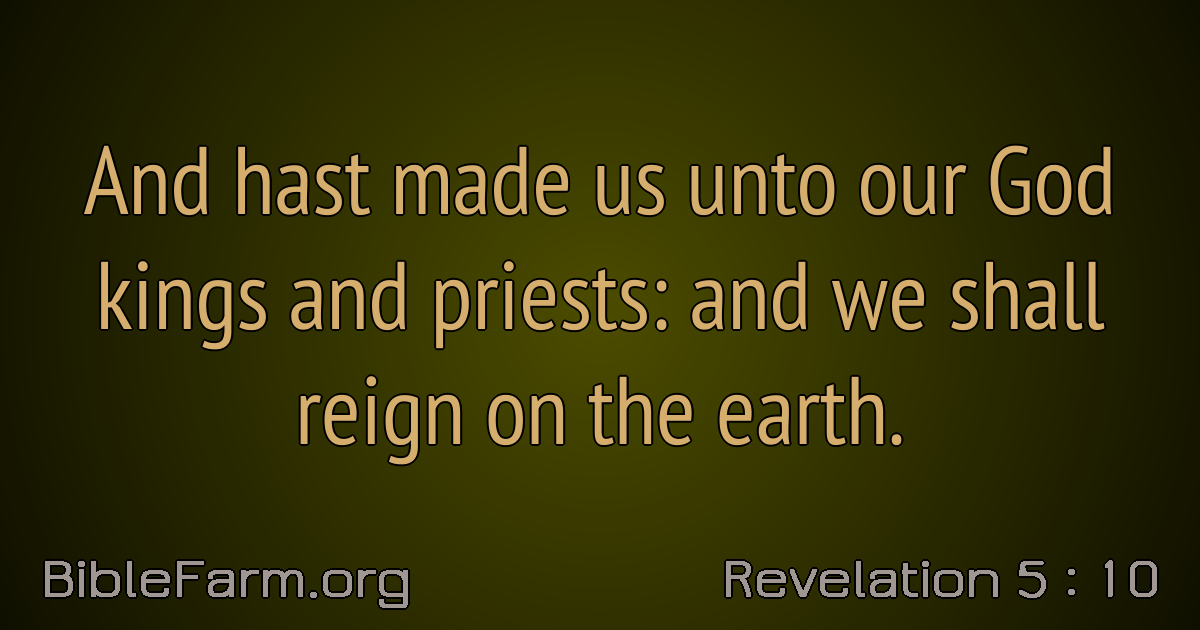 And hast made us unto our God
kings and priests: and we shall
reign on the earth.
BibleFarm.org
Revelation 5 : 10